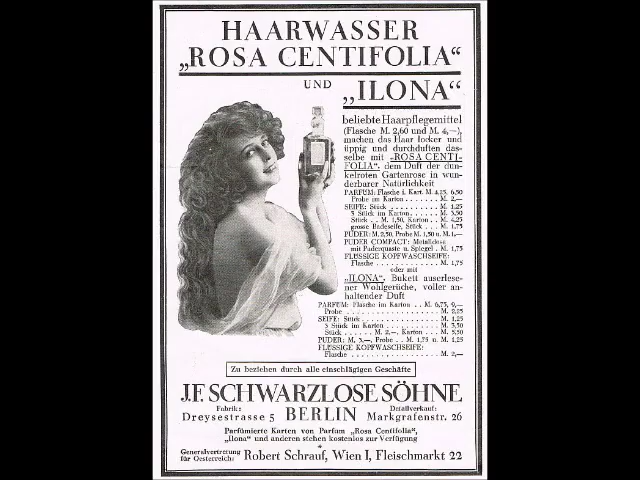 HAARWASSER
„ROSA CENTIFOLIA“
UND „ILONA“
beliebte Haarpflegemittel
(Flasche M. 2,60 und M. 4,—),
machen das Haar locker und
üppig und durchduften das-
selbe mit „ROSA CENTI-
FOLIA“, dem Duft der dun-
kelroten Gartenrose in wun-
derbarer Natürlichkeit
PARFÜM: Flasche i. Kart. M. 4,25, 6,50
Probe im Karton . . . . . . . M. 2,—
SEIFE: Stück . . . . . . . . . M. 1,25
3 Stück im Karton . . . . . M. 3,50
Stück . . M. 1,50, Karton . . M. 4,25
grosse Badeseife, Stück . . . M. 1,75
PUDER: M. 2,50, Probe M. 1,50 u. M. 1,—
PUDER COMPACT: Metalldose
mit Puderquaste u. Spiegel . M. 1,75
FLÜSSIGE KOPFWASCHSEIFE:
Flasche . . . . . . . . . . . M. 1,75
oder mit
„ILONA“, Bukett auserlese-
ner Wohlgerüche, voller an-
haltender Duft
PARFÜM: Flasche im Karton . . M. 6,75, 9,—
Probe . . . . . . . . . . . . M. 2,25
SEIFE: Stück . . . . . . . . . M. 1,25
3 Stück im Karton . . . . . . M. 3,50
Stück . . . . M. 2,—, Karton . . M. 5,50
PUDER: M. 3,—, Probe . . M. 1,75 u. M. 1,25
FLÜSSIGE KOPFWASCHSEIFE:
Flasche . . . . . . . . . . . M. 2,—
Zu beziehen durch alle einschlägigen Geschäfte
J.F. SCHWARZLOSE SÖHNE
Fabrik: Dreysestrasse 5 BERLIN Detailverkauf: Markgrafenstr. 26
Parfümierte Karten von Parfum „Rosa Centifolia“,
„Ilona“ und anderen stehen kostenlos zur Verfügung
Generalvertretung für Oesterreich: Robert Schrauf, Wien I, Fleischmarkt 22